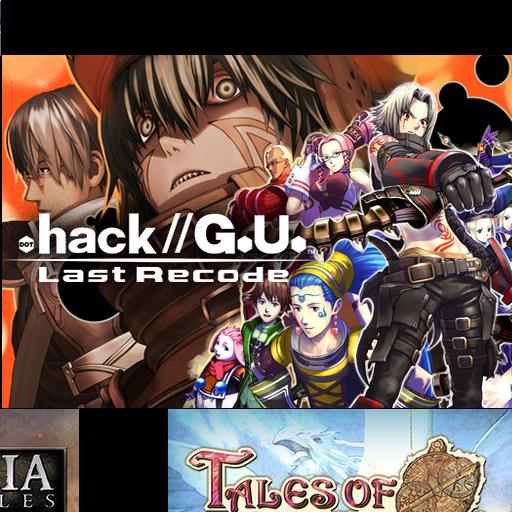 .hack//G.U.
DOT
Last Recode
IA
LES
TALES OF